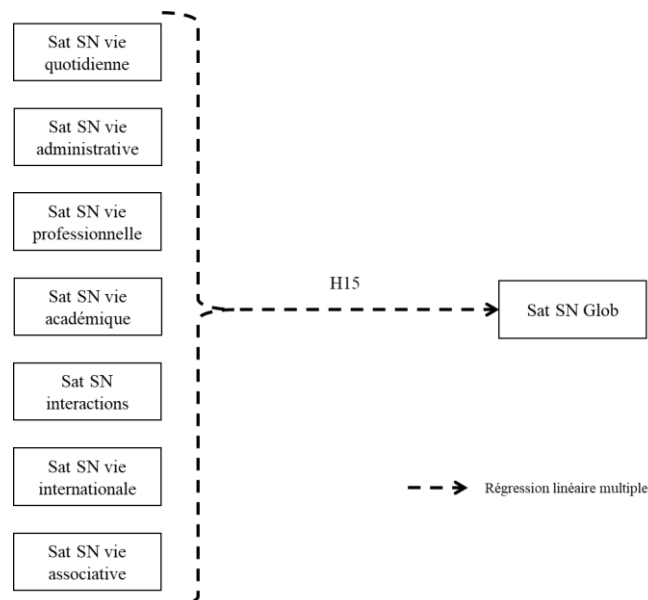 Sat SN vie
quotidienne
Sat SN vie
administrative
Sat SN vie
professionnelle
Sat SN vie
académique
Sat SN
interactions
Sat SN vie
internationale
Sat SN vie
associative
H15
Sat SN Glob
Régression linéaire multiple